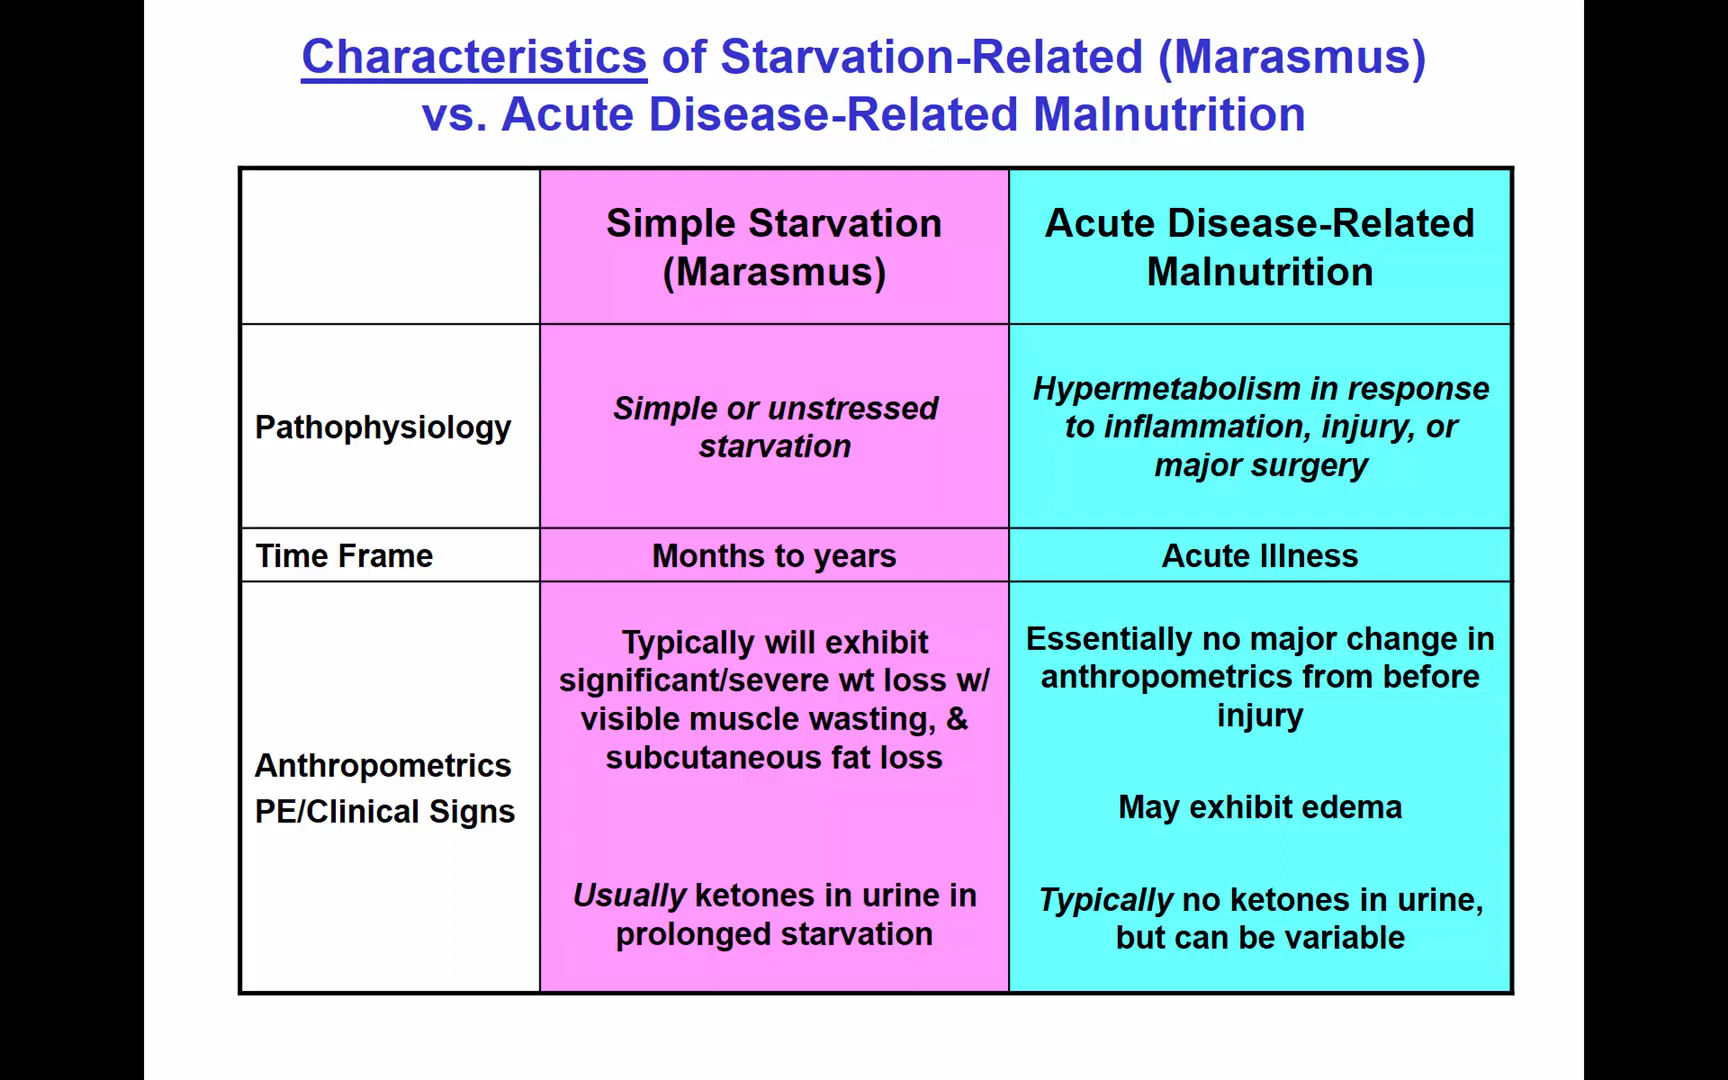 Characteristics of Starvation-Related (Marasmus)
vs. Acute Disease-Related Malnutrition
Simple Starvation
(Marasmus)
Acute Disease-Related
Malnutrition
Pathophysiology
Simple or unstressed
starvation
Hypermetabolism in response
to inflammation, injury, or
major surgery
Time Frame
Months to years
Acute Illness
Anthropometrics
PE/Clinical Signs
Typically will exhibit
significant/severe wt loss w/
visible muscle wasting, &
subcutaneous fat loss
Usually ketones in urine in
prolonged starvation
Essentially no major change in
anthropometrics from before
injury
May exhibit edema
Typically no ketones in urine,
but can be variable